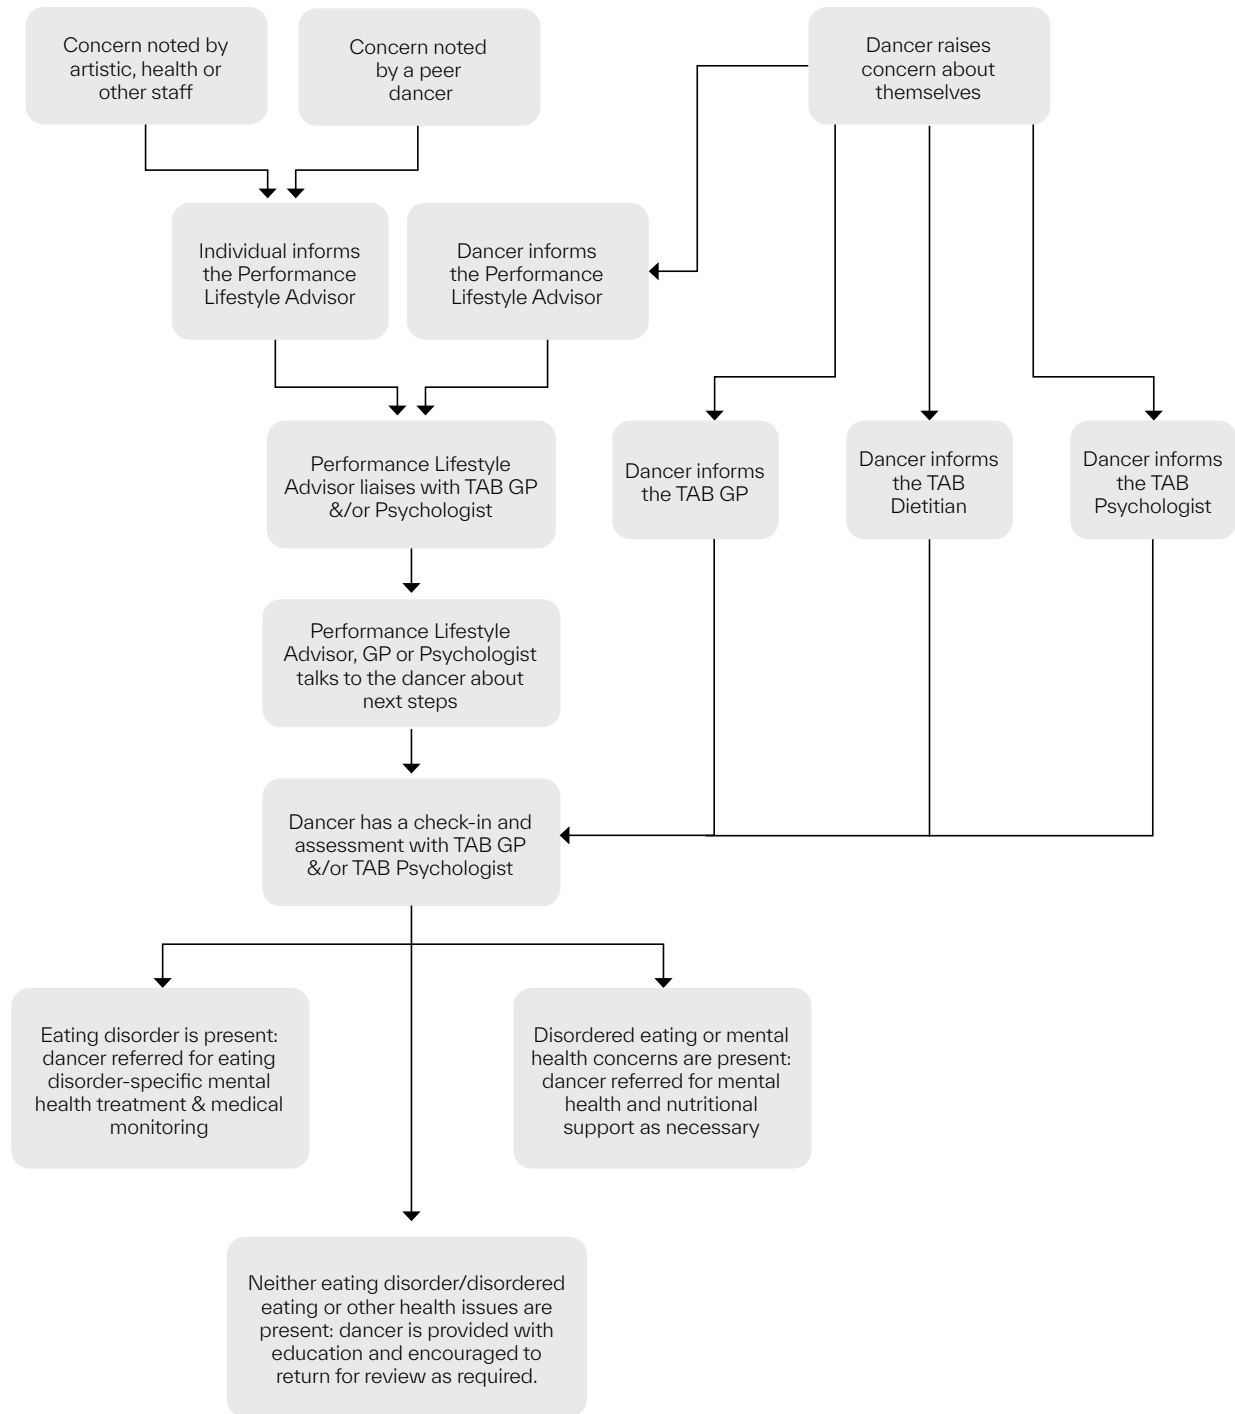 Concern noted by
artistic, health or
other staff
Concern noted
by a peer
dancer
Dancer raises
concern about
themselves
Individual informs
the Performance
Lifestyle Advisor
Dancer informs
the Performance
Lifestyle Advisor
Performance Lifestyle
Advisor liaises with TAB GP
&/or Psychologist
Dancer informs
the TAB GP
Dancer informs
the TAB
Dietitian
Dancer informs
the TAB
Psychologist
Performance Lifestyle
Advisor, GP or Psychologist
talks to the dancer about
next steps
Dancer has a check-in and
assessment with TAB GP
&/or TAB Psychologist
Eating disorder is present:
dancer referred for eating
disorder-specific mental
health treatment & medical
monitoring
Disordered eating or mental
health concerns are present:
dancer referred for mental
health and nutritional
support as necessary
Neither eating disorder/disordered
eating or other health issues are
present: dancer is provided with
education and encouraged to
return for review as required.